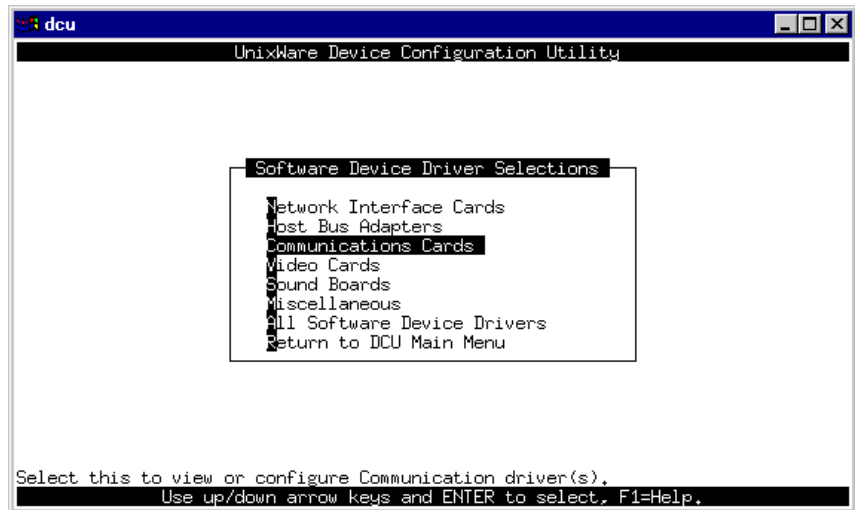 dcu
UnixWare Device Configuration Utility
Software Device Driver Selections
Network Interface Cards
Host Bus Adapters
Communications Cards
Video Cards
Sound Boards
Miscellaneous
All Software Device Drivers
Return to DCU Main Menu
Select this to view or configure Communication driver(s).
Use up/down arrow keys and ENTER to select, F1=Help.